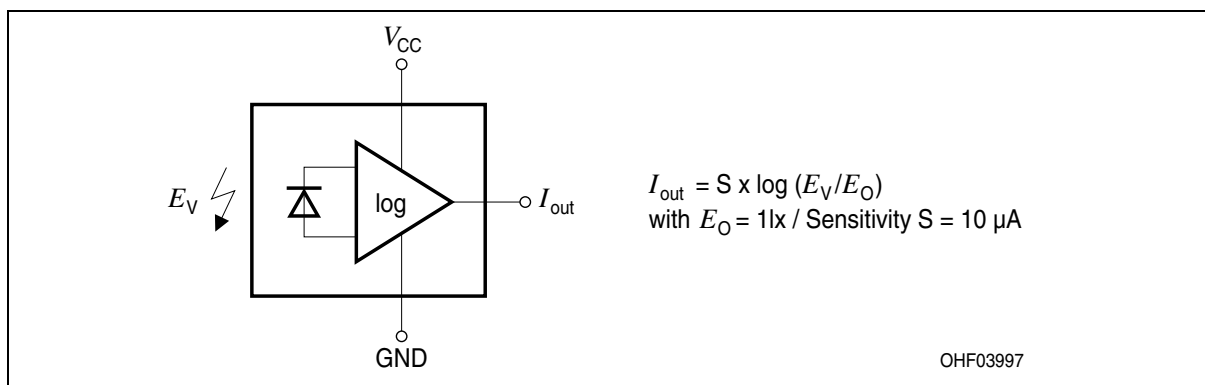 V_CC
E_V
log
I_out
I_out = S x log (E_V/E_O)
with E_O = 1lx / Sensitivity S = 10 µA
GND
OHF03997